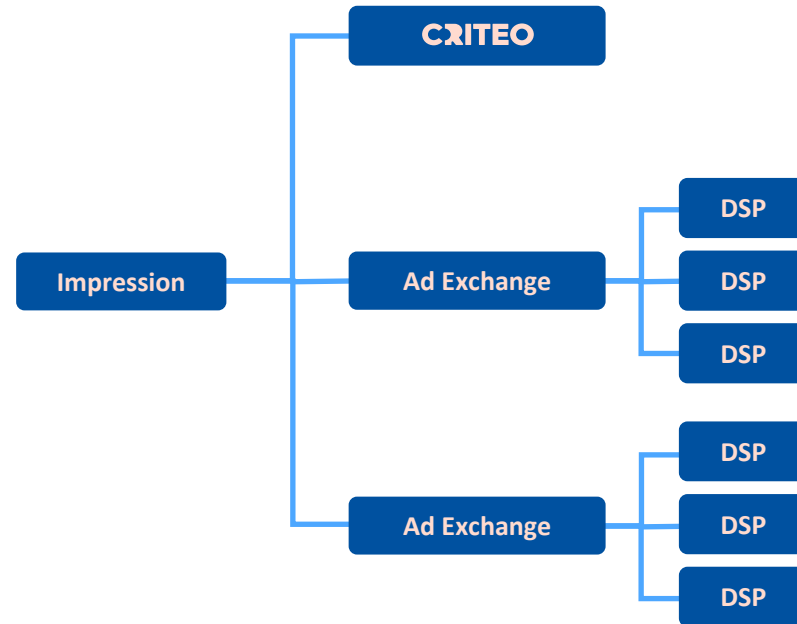 CRITEO
DSP
Impression
Ad Exchange
DSP
DSP
DSP
Ad Exchange
DSP
DSP